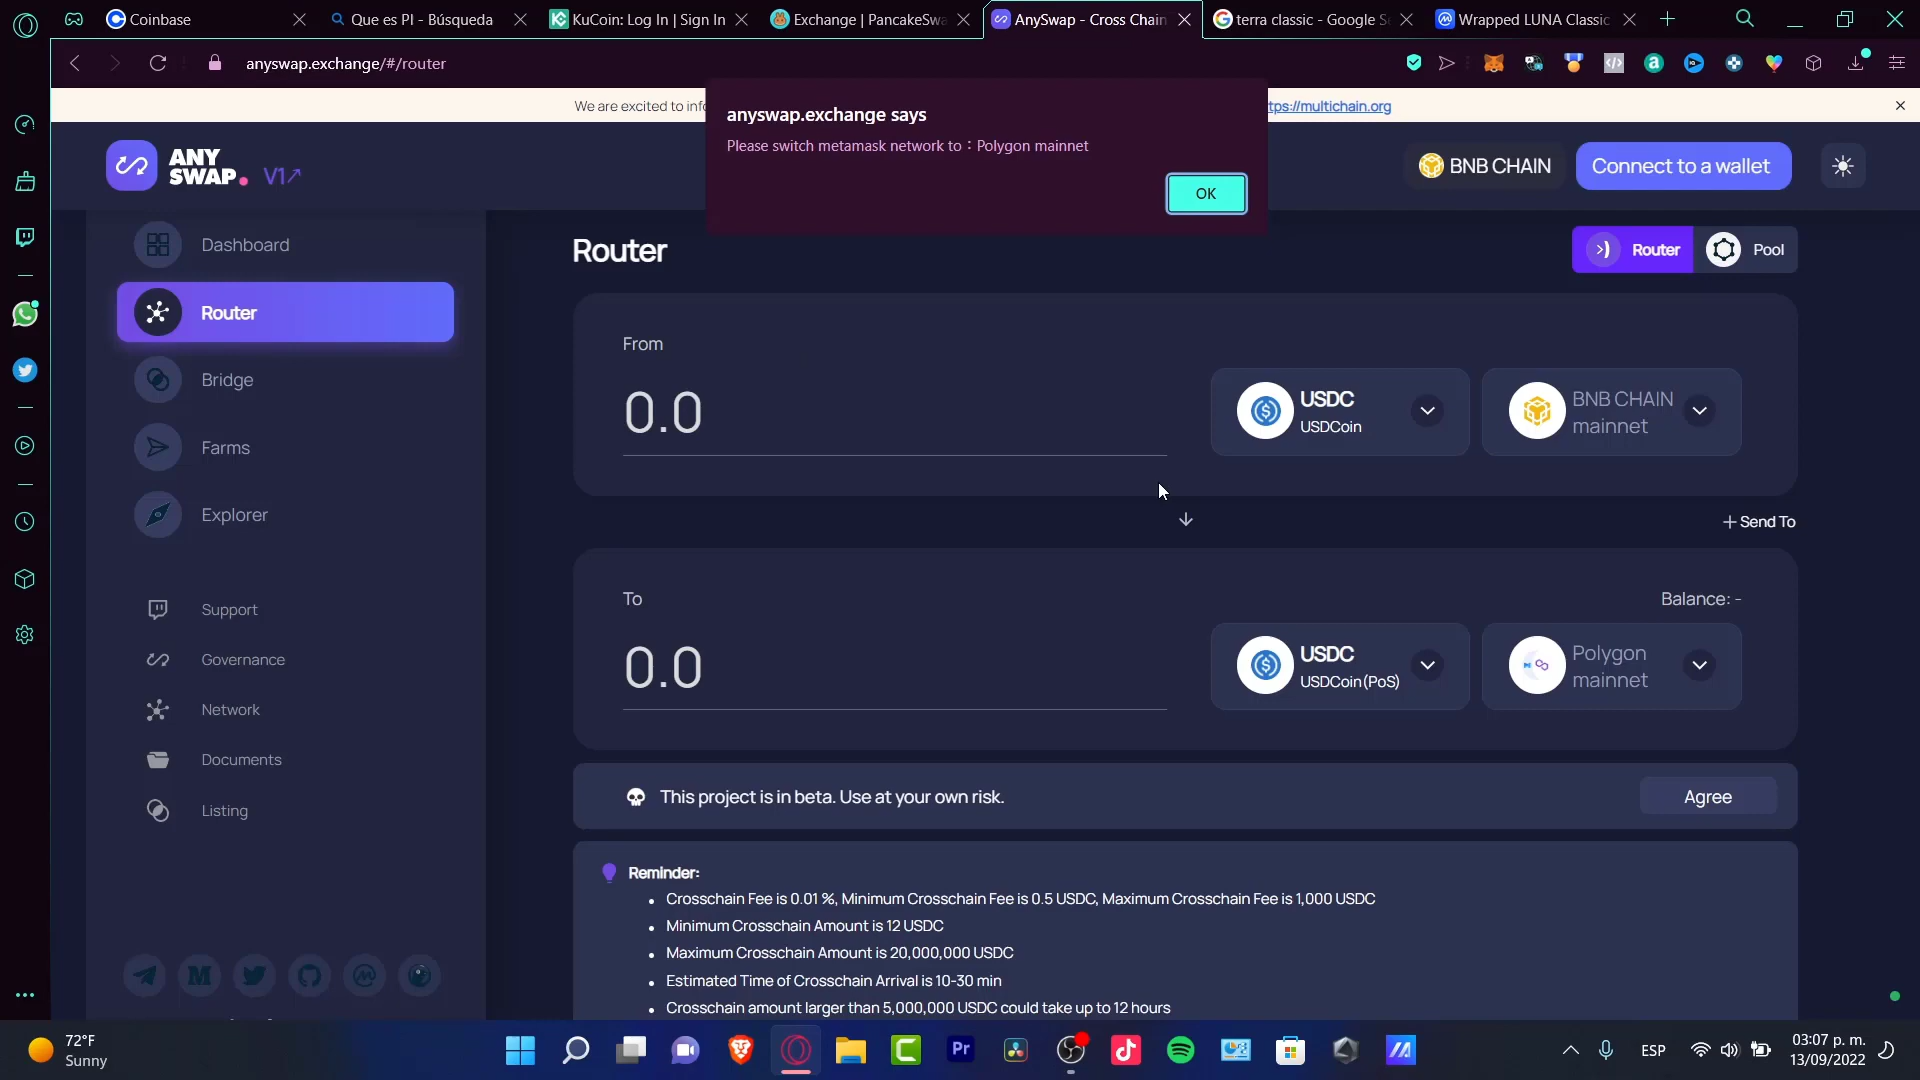 Coinbase
Que es PI - Búsqueda
KuCoin: Log In | Sign In
Exchange | PancakeSwa
AnySwap - Cross Chain
terra classic - Google S
Wrapped LUNA Classic
anyswap.exchange/#/router
We are excited to info
tps://multichain.org
anyswap.exchange says
Please switch metamask network to：Polygon mainnet
OK
ANY
SWAP.
V1↗
BNB CHAIN
Connect to a wallet
Dashboard
Router
Bridge
Farms
Explorer
Support
Governance
Network
Documents
Listing
Router
Router
Pool
From
0.0
USDC
USDCoin
BNB CHAIN
mainnet
+ Send To
To
Balance: -
0.0
USDC
USDCoin(PoS)
Polygon
mainnet
This project is in beta. Use at your own risk.
Agree
Reminder:
Crosschain Fee is 0.01 %, Minimum Crosschain Fee is 0.5 USDC, Maximum Crosschain Fee is 1,000 USDC
Minimum Crosschain Amount is 12 USDC
Maximum Crosschain Amount is 20,000,000 USDC
Estimated Time of Crosschain Arrival is 10-30 min
Crosschain amount larger than 5,000,000 USDC could take up to 12 hours
72°F
Sunny
Pr
ESP
03:07 p. m.
13/09/2022